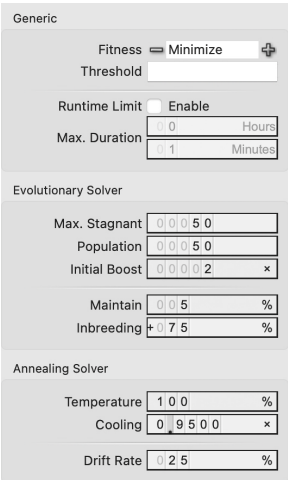 Generic
Fitness Minimize
Threshold
Runtime Limit Enable
Max. Duration 0 0 Hours
0 1 Minutes
Evolutionary Solver
Max. Stagnant 0 0 0 5 0
Population 0 0 0 5 0
Initial Boost 0 0 0 0 2 ×
Maintain 0 0 5 %
Inbreeding + 0 7 5 %
Annealing Solver
Temperature 1 0 0 %
Cooling 0 . 9 5 0 0 ×
Drift Rate 0 2 5 %